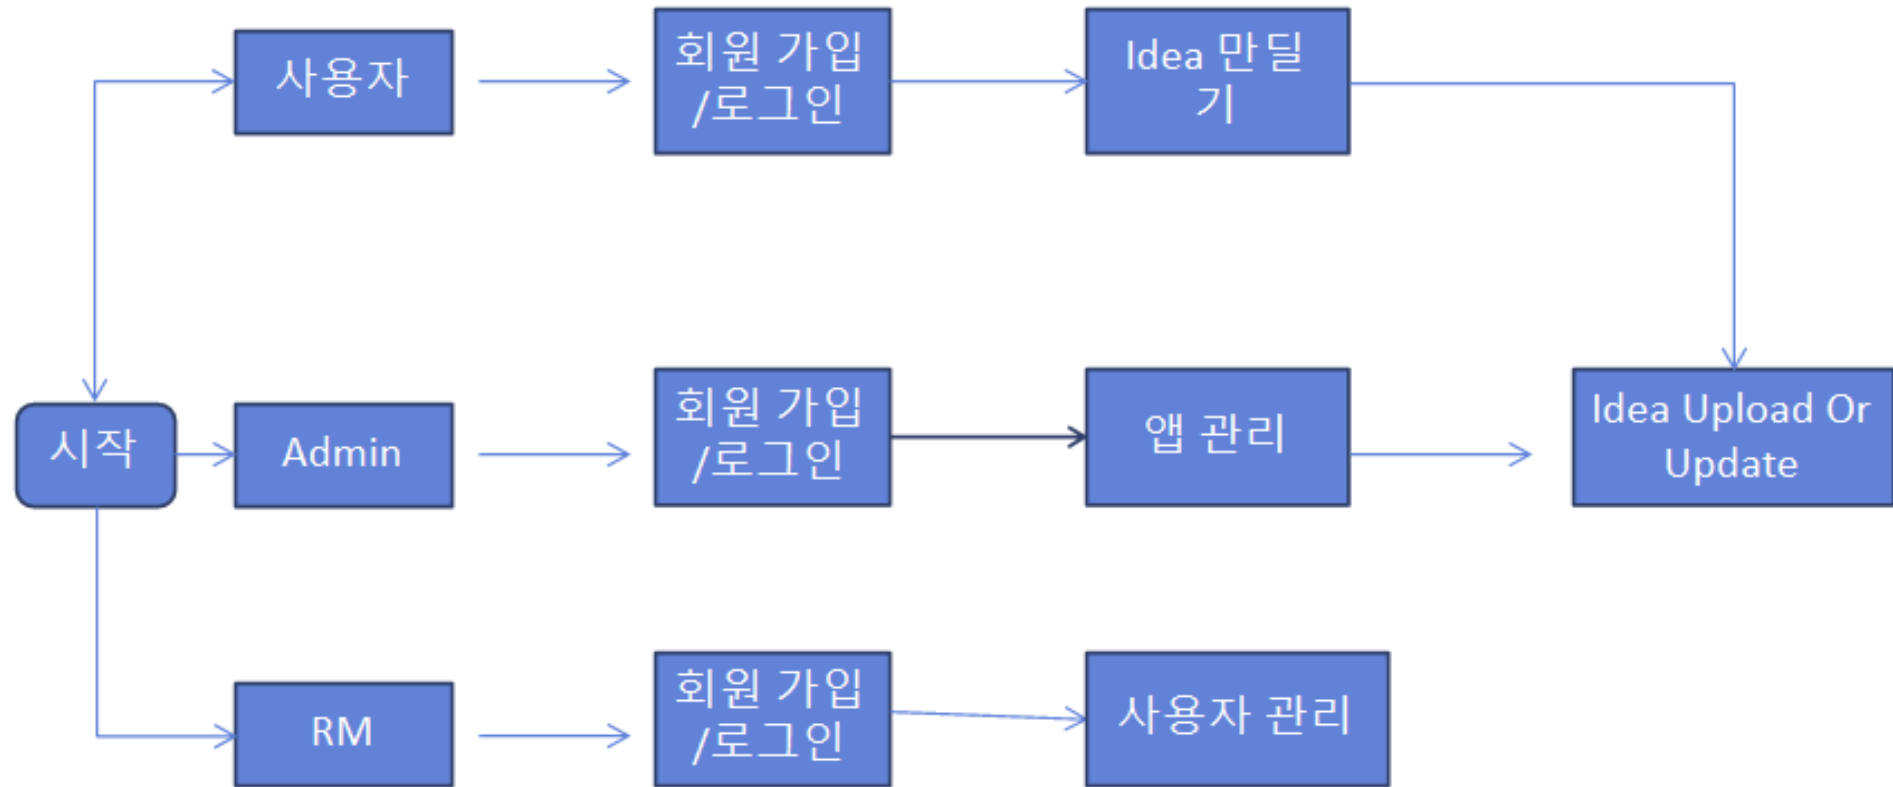 사용자
회원 가입
/로그인
Idea 만딜
기
시작
Admin
회원 가입
/로그인
앱 관리
Idea Upload Or
Update
RM
회원 가입
/로그인
사용자 관리